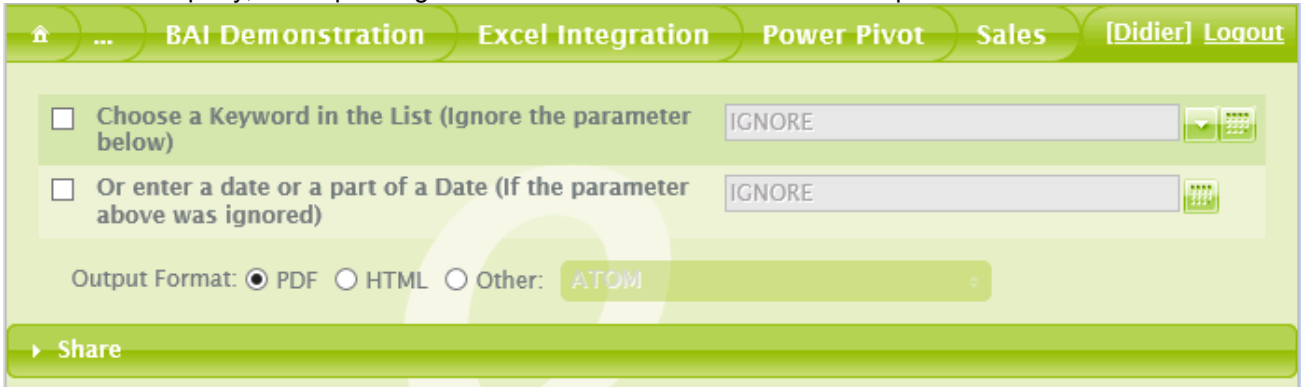 ... BAI Demonstration Excel Integration Power Pivot Sales [Didier] Logout
Choose a Keyword in the List (Ignore the parameter
below)
IGNORE
Or enter a date or a part of a Date (If the parameter
above was ignored)
IGNORE
Output Format: PDF HTML Other: ATOM
Share